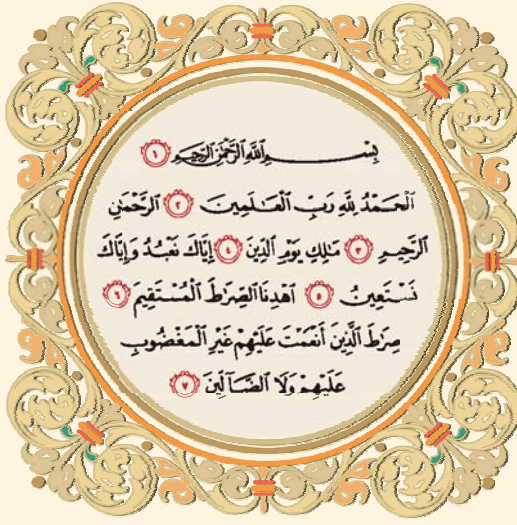 بِسْمِ ٱللَّهِ ٱلرَّحْمَٰنِ ٱلرَّحِيمِ ١
ٱلْحَمْدُ لِلَّهِ رَبِّ ٱلْعَٰلَمِينَ ٢ ٱلرَّحْمَٰنِ
ٱلرَّحِيمِ ٣ مَٰلِكِ يَوْمِ ٱلدِّينِ ٤ إِيَّاكَ نَعْبُدُ وَإِيَّاكَ
نَسْتَعِينُ ٥ ٱهْدِنَا ٱلصِّرَٰطَ ٱلْمُسْتَقِيمَ ٦
صِرَٰطَ ٱلَّذِينَ أَنْعَمْتَ عَلَيْهِمْ غَيْرِ ٱلْمَغْضُوبِ
عَلَيْهِمْ وَلَا ٱلضَّآلِّينَ ٧